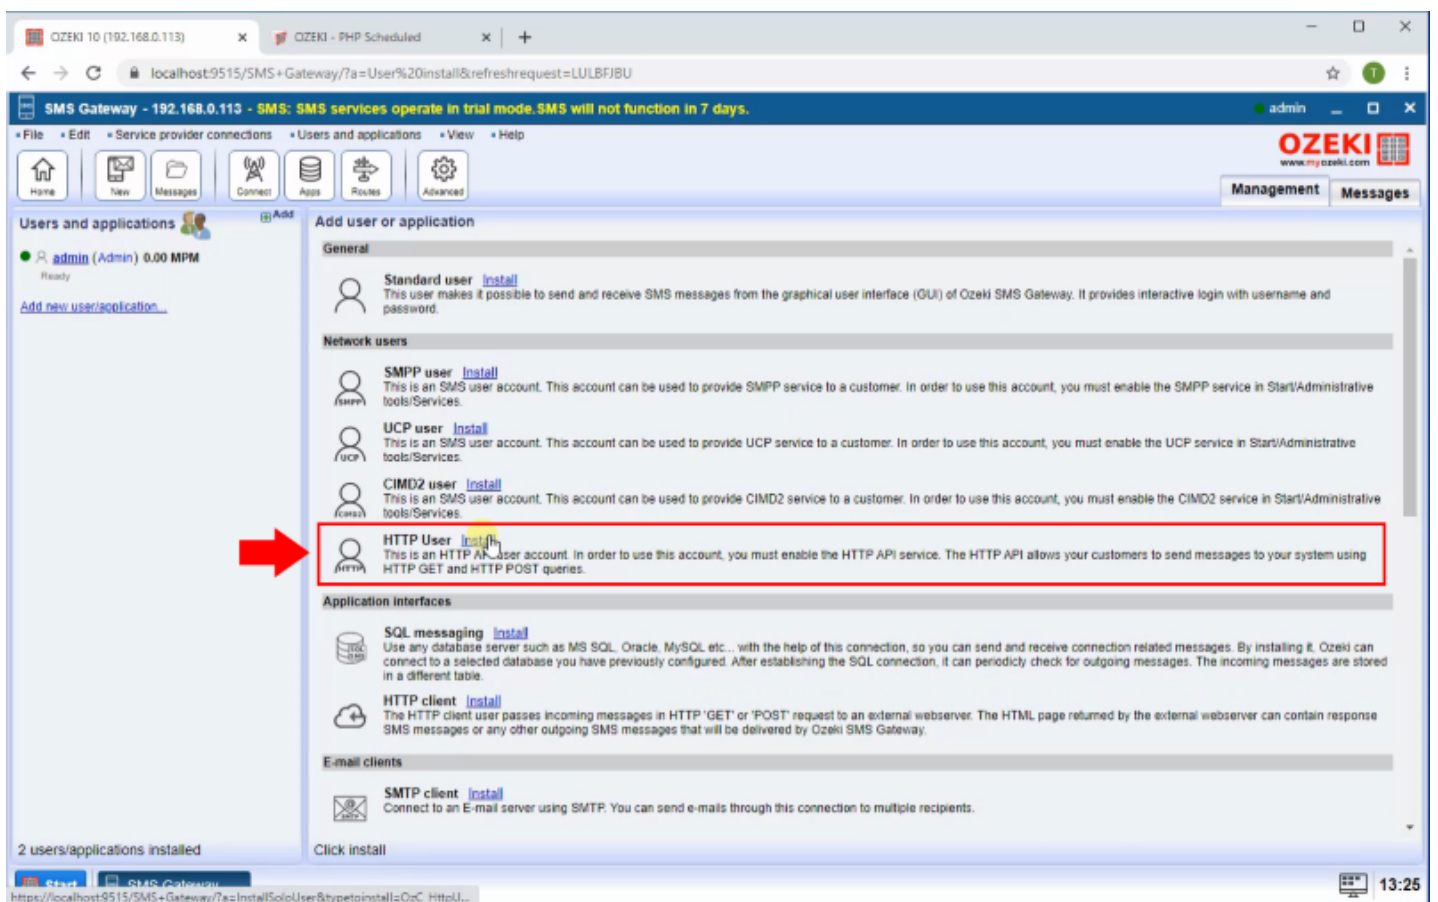 OZEKI 10 (192.168.0.113)
OZEKI - PHP Scheduled
localhost:9515/SMS+Gateway/?a=User%20install&refreshrequest=LULBFJBU
T
SMS Gateway - 192.168.0.113 - SMS: SMS services operate in trial mode.SMS will not function in 7 days.
admin
File Edit Service provider connections Users and applications View Help
OZEKI
www.myozeki.com
Home New Messages Connect Apps Routes Advanced
Management Messages
Users and applications
Add
admin (Admin) 0.00 MPM
Ready
Add new user/application...
2 users/applications installed
Add user or application
General
Standard user Install
This user makes it possible to send and receive SMS messages from the graphical user interface (GUI) of Ozeki SMS Gateway. It provides interactive login with username and
password.
Network users
SMPP user Install
SMPP
This is an SMS user account. This account can be used to provide SMPP service to a customer. In order to use this account, you must enable the SMPP service in Start/Administrative
tools/Services.
UCP user Install
UCP
This is an SMS user account. This account can be used to provide UCP service to a customer. In order to use this account, you must enable the UCP service in Start/Administrative
tools/Services.
CIMD2 user Install
CIMD2
This is an SMS user account. This account can be used to provide CIMD2 service to a customer. In order to use this account, you must enable the CIMD2 service in Start/Administrative
tools/Services.
HTTP User Install
HTTP
This is an HTTP API user account. In order to use this account, you must enable the HTTP API service. The HTTP API allows your customers to send messages to your system using
HTTP GET and HTTP POST queries.
Application interfaces
SQL messaging Install
Use any database server such as MS SQL, Oracle, MySQL etc... with the help of this connection, so you can send and receive connection related messages. By installing it, Ozeki can
connect to a selected database you have previously configured. After establishing the SQL connection, it can periodicly check for outgoing messages. The incoming messages are stored
in a different table.
HTTP client Install
The HTTP client user passes incoming messages in HTTP 'GET' or 'POST' request to an external webserver. The HTML page returned by the external webserver can contain response
SMS messages or any other outgoing SMS messages that will be delivered by Ozeki SMS Gateway.
E-mail clients
SMTP client Install
Connect to an E-mail server using SMTP. You can send e-mails through this connection to multiple recipients.
Click install
Start
SMS Gateway
https://localhost:9515/SMS+Gateway/?a=InstallSoloUser&typetoinstall=OzC_HttpU...
13:25